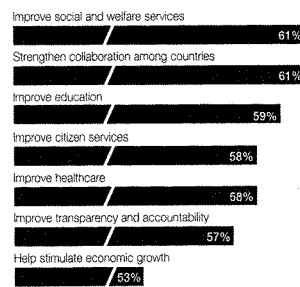 Improve social and welfare services
61%
Strengthen collaboration among countries
61%
Improve education
59%
Improve citizen services
58%
Improve healthcare
58%
Improve transparency and accountability
57%
Help stimulate economic growth
53%